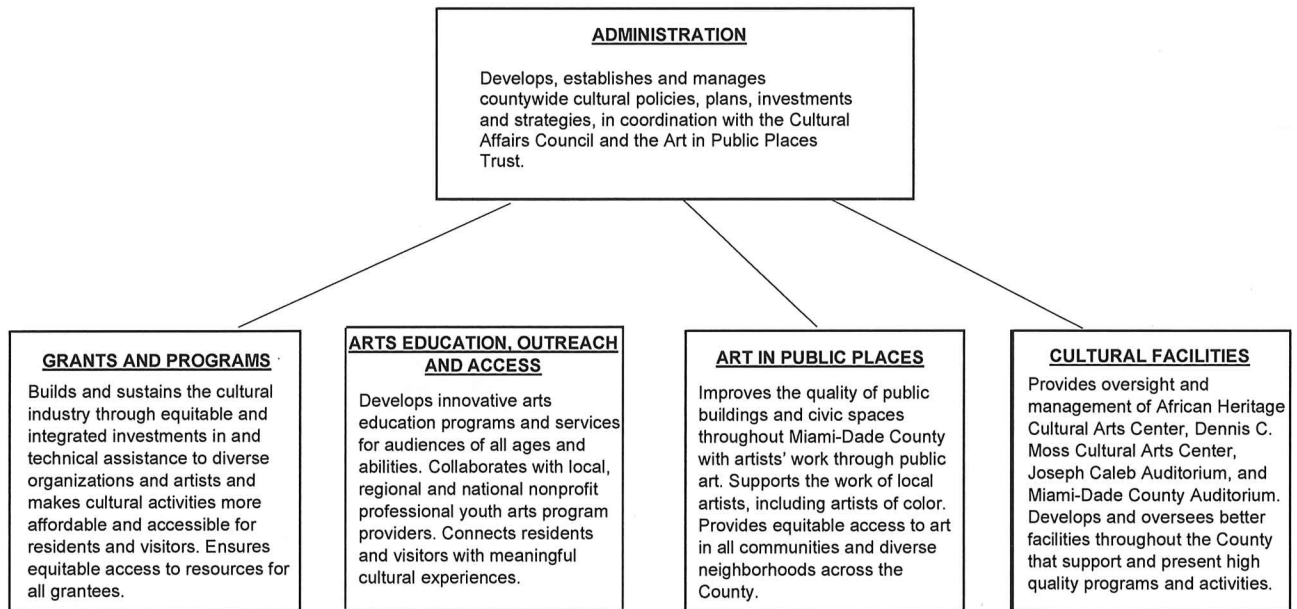 ADMINISTRATION
Develops, establishes and manages
countywide cultural policies, plans, investments
and strategies, in coordination with the Cultural
Affairs Council and the Art in Public Places
Trust.
GRANTS AND PROGRAMS
Builds and sustains the cultural
industry through equitable and
integrated investments in and
technical assistance to diverse
organizations and artists and
makes cultural activities more
affordable and accessible for
residents and visitors. Ensures
equitable access to resources for
all grantees.
ARTS EDUCATION, OUTREACH
AND ACCESS
Develops innovative arts
education programs and services
for audiences of all ages and
abilities. Collaborates with local,
regional and national nonprofit
professional youth arts program
providers. Connects residents
and visitors with meaningful
cultural experiences.
ART IN PUBLIC PLACES
Improves the quality of public
buildings and civic spaces
throughout Miami-Dade County
with artists' work through public
art. Supports the work of local
artists, including artists of color.
Provides equitable access to art
in all communities and diverse
neighborhoods across the
County.
CULTURAL FACILITIES
Provides oversight and
management of African Heritage
Cultural Arts Center, Dennis C.
Moss Cultural Arts Center,
Joseph Caleb Auditorium, and
Miami-Dade County Auditorium.
Develops and oversees better
facilities throughout the County
that support and present high
quality programs and activities.